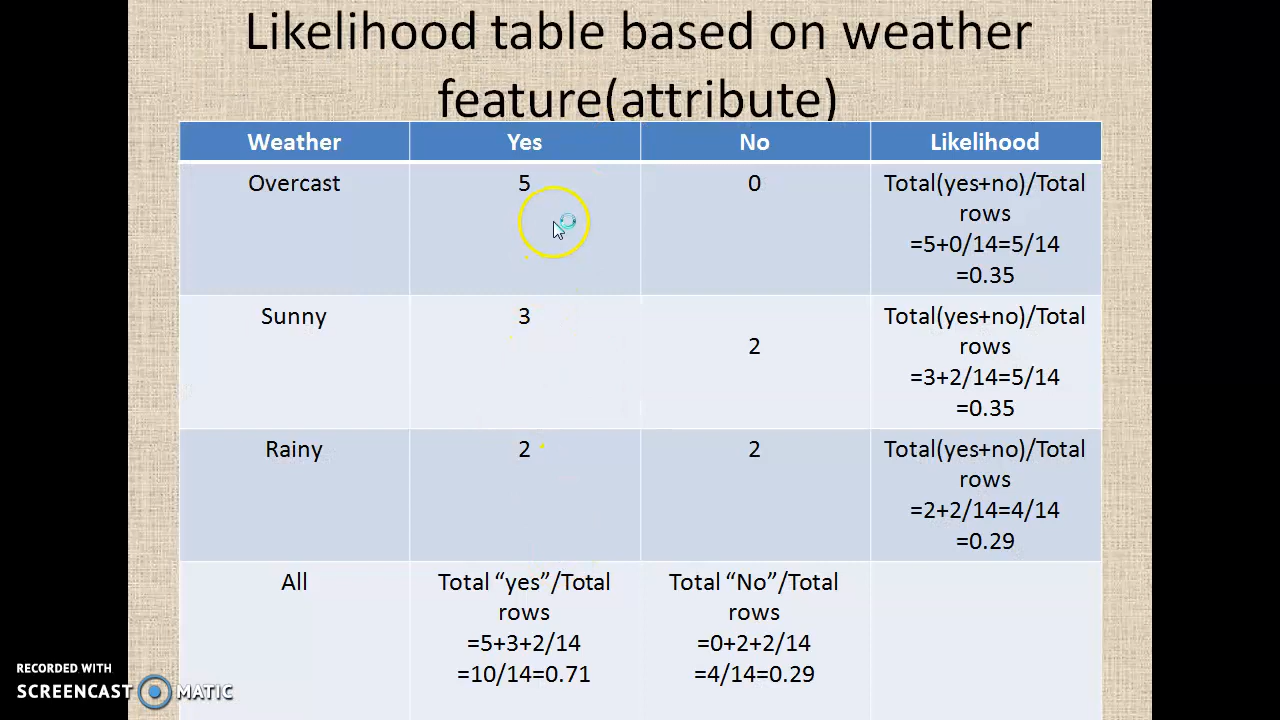 Likelihood table based on weather
feature(attribute)
Weather Yes No Likelihood
Overcast 5 0 Total(yes+no)/Total
rows
=5+0/14=5/14
=0.35
Sunny 3 2 Total(yes+no)/Total
rows
=3+2/14=5/14
=0.35
Rainy 2 2 Total(yes+no)/Total
rows
=2+2/14=4/14
=0.29
All Total “yes”/Total Total “No”/Total
rows rows
=5+3+2/14 =0+2+2/14
=10/14=0.71 =4/14=0.29
RECORDED WITH
SCREENCAST MATIC